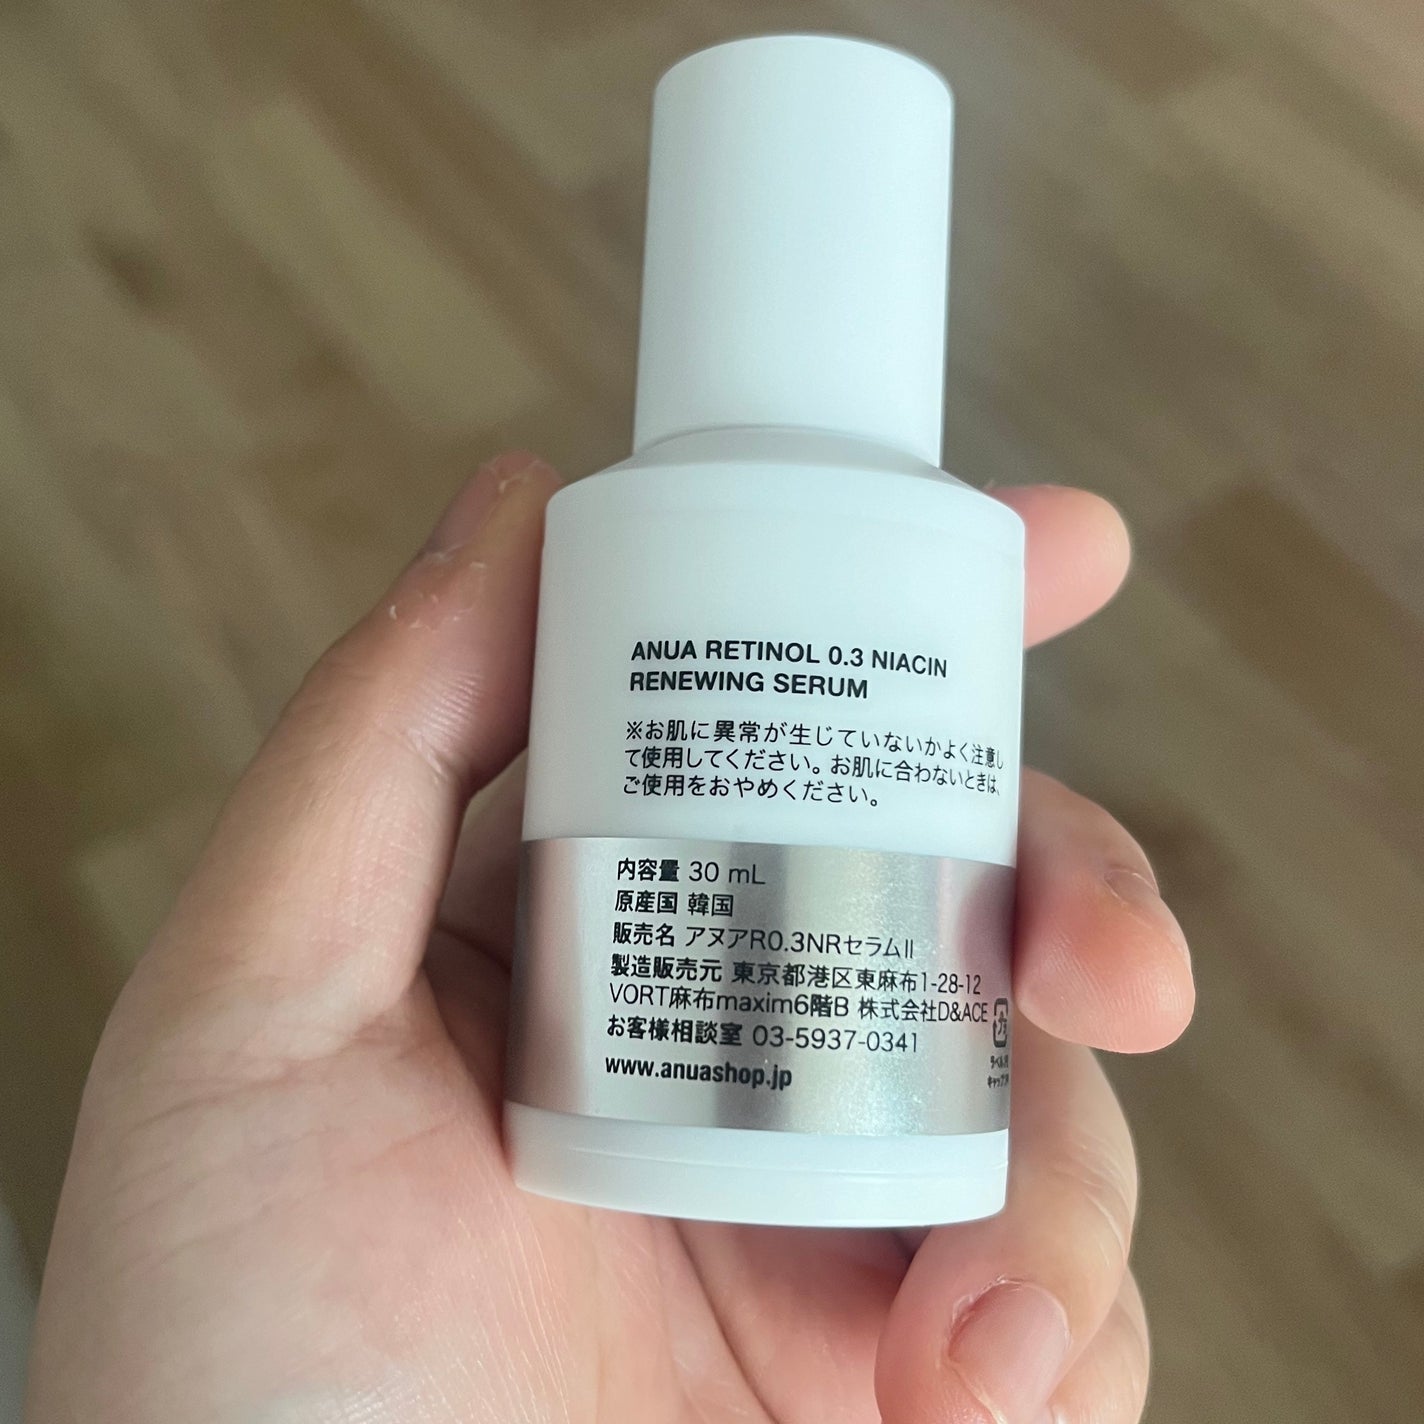 ANUA RETINOL 0.3 NIACIN
RENEWING SERUM
※お肌に異常が生じていないかよく注意し
て使用してください。お肌に合わないときは、
ご使用をおやめください。
内容量 30 mL
原産国 韓国
販売名 アヌアR0.3NRセラムII
製造販売元 東京都港区東麻布1-28-12
VORT麻布maxim6階B 株式会社D&ACE
お客様相談室 03-5937-0341
www.anuashop.jp